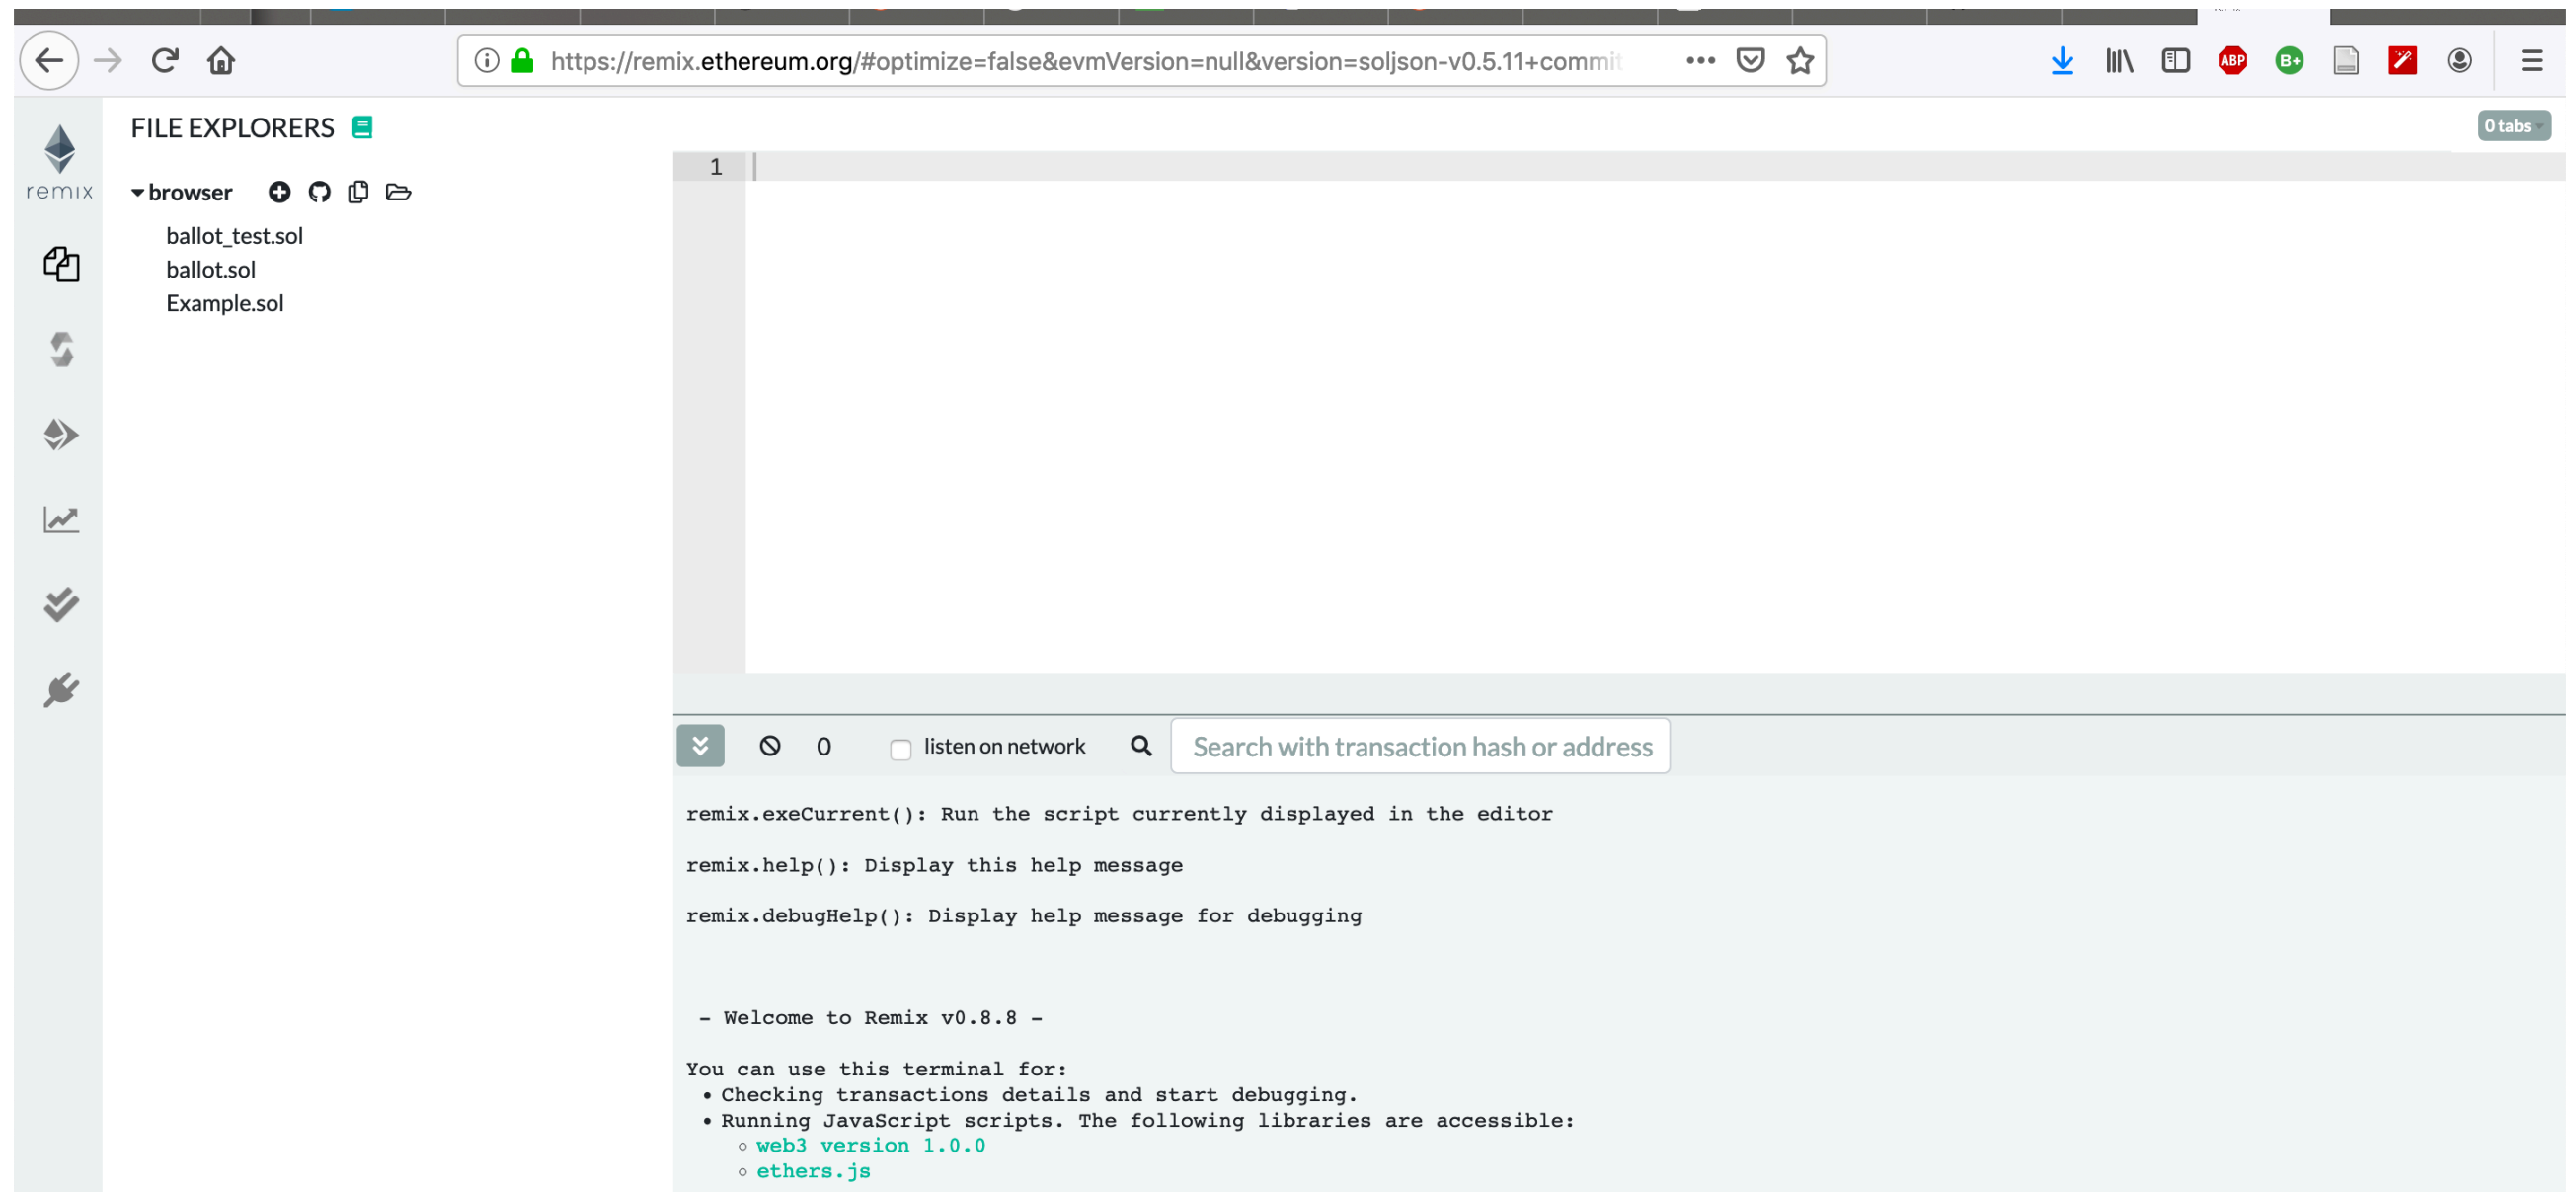 https://remix.ethereum.org/#optimize=false&evmVersion=null&version=soljson-v0.5.11+commit
ABP
B+
remix
FILE EXPLORERS
0 tabs
browser
ballot_test.sol
ballot.sol
Example.sol
1
0
listen on network
Search with transaction hash or address
remix.exeCurrent(): Run the script currently displayed in the editor
remix.help(): Display this help message
remix.debugHelp(): Display help message for debugging
- Welcome to Remix v0.8.8 -
You can use this terminal for:
• Checking transactions details and start debugging.
• Running JavaScript scripts. The following libraries are accessible:
◦ web3 version 1.0.0
◦ ethers.js